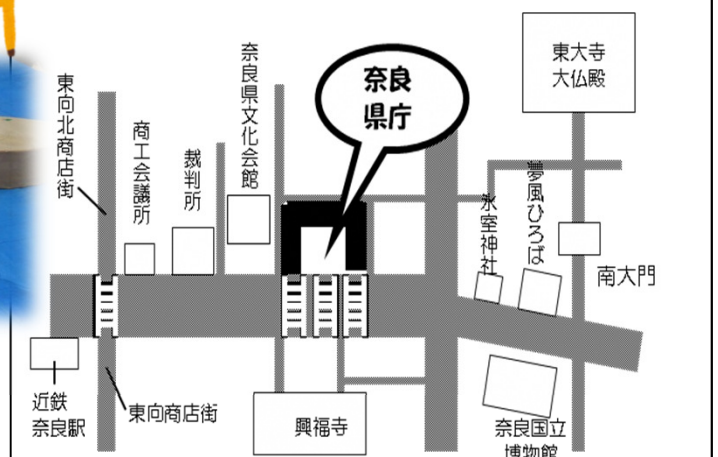 東大寺
大仏殿
奈良
県庁
奈良県文化会館
東向北商店街
商工会議所
裁判所
夢風ひろば
氷室神社
南大門
近鉄
奈良駅
東向商店街
興福寺
奈良国立
博物館